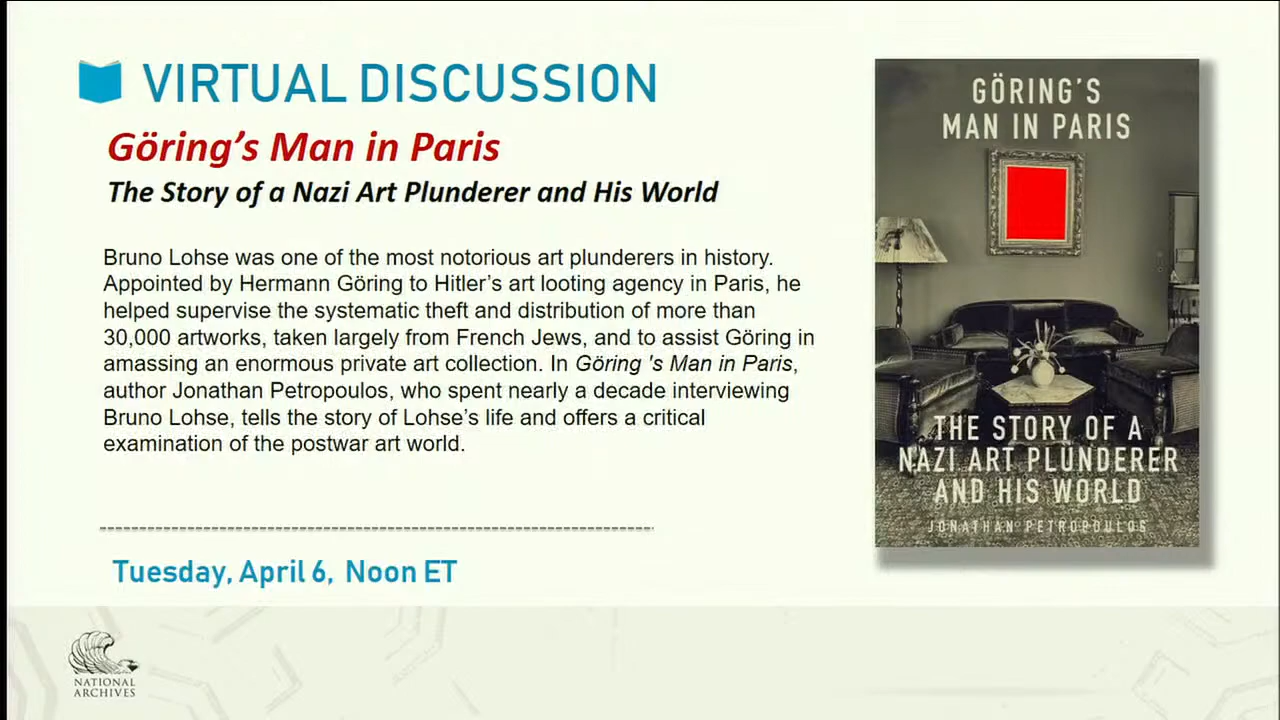 VIRTUAL DISCUSSION
Göring's Man in Paris
The Story of a Nazi Art Plunderer and His World
Bruno Lohse was one of the most notorious art plunderers in history.
Appointed by Hermann Göring to Hitler's art looting agency in Paris, he
helped supervise the systematic theft and distribution of more than
30,000 artworks, taken largely from French Jews, and to assist Göring in
amassing an enormous private art collection. In Göring 's Man in Paris,
author Jonathan Petropoulos, who spent nearly a decade interviewing
Bruno Lohse, tells the story of Lohse's life and offers a critical
examination of the postwar art world.
Tuesday, April 6, Noon ET
NATIONAL
ARCHIVES
GÖRING'S
MAN IN PARIS
THE STORY OF A
NAZI ART PLUNDERER
AND HIS WORLD
JONATHAN PETROPOULOS